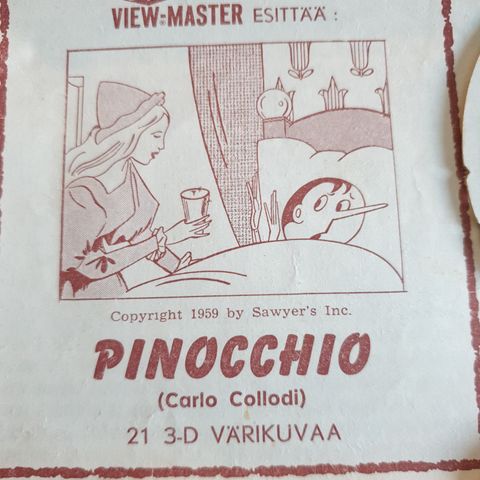 VIEW-MASTER ESITTÄÄ :
Copyright 1959 by Sawyer's Inc.
PINOCCHIO
(Carlo Collodi)
21 3-D VÄRIKUVAA